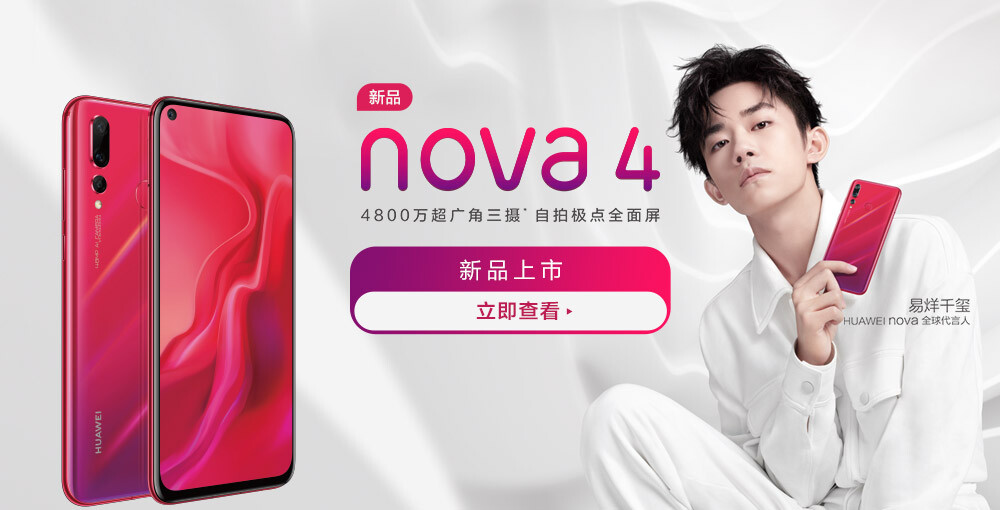 新品
nova 4
4800万超广角三摄* 自拍极点全面屏
新品上市
立即查看
易烊千玺
HUAWEI nova 全球代言人
HUAWEI